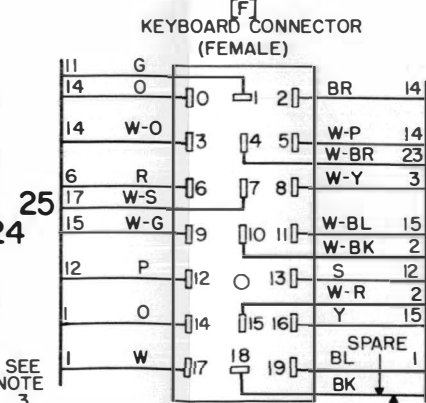 [F]
KEYBOARD CONNECTOR
(FEMALE)
11 G
14 O 0 1 2 BR 14
14 W-O 3 4 5 W-P 14
W-BR 23
6 R 6 7 8 W-Y 3
25 17 W-S
24 15 W-G 9 10 11 W-BL 15
W-BK 2
12 P 12 13 S 12
W-R 2
1 O 14 15 16 Y 15
SPARE
1 W 17 18 19 BL 1
SEE BK
NOTE
3